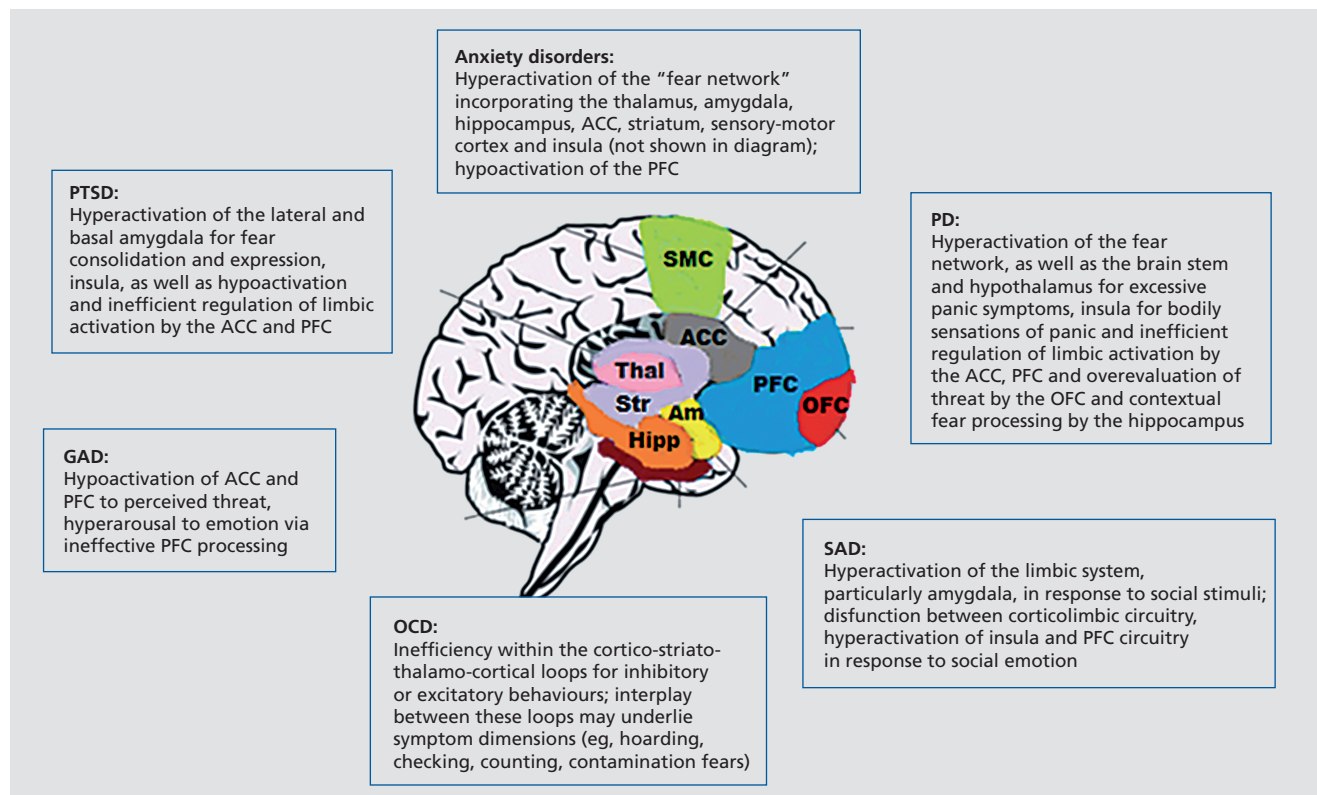 Anxiety disorders:
Hyperactivation of the “fear network”
incorporating the thalamus, amygdala,
hippocampus, ACC, striatum, sensory-motor
cortex and insula (not shown in diagram);
hypoactivation of the PFC
PTSD:
Hyperactivation of the lateral and
basal amygdala for fear
consolidation and expression,
insula, as well as hypoactivation
and inefficient regulation of limbic
activation by the ACC and PFC
PD:
Hyperactivation of the fear
network, as well as the brain stem
and hypothalamus for excessive
panic symptoms, insula for bodily
sensations of panic and inefficient
regulation of limbic activation by
the ACC, PFC and overevaluation of
threat by the OFC and contextual
fear processing by the hippocampus
SMC
ACC
Thal
PFC
Str
Am
OFC
Hipp
GAD:
Hypoactivation of ACC and
PFC to perceived threat,
hyperarousal to emotion via
ineffective PFC processing
SAD:
Hyperactivation of the limbic system,
particularly amygdala, in response to social stimuli;
disfunction between corticolimbic circuitry,
hyperactivation of insula and PFC circuitry
in response to social emotion
OCD:
Inefficiency within the cortico-striato-
thalamo-cortical loops for inhibitory
or excitatory behaviours; interplay
between these loops may underlie
symptom dimensions (eg, hoarding,
checking, counting, contamination fears)